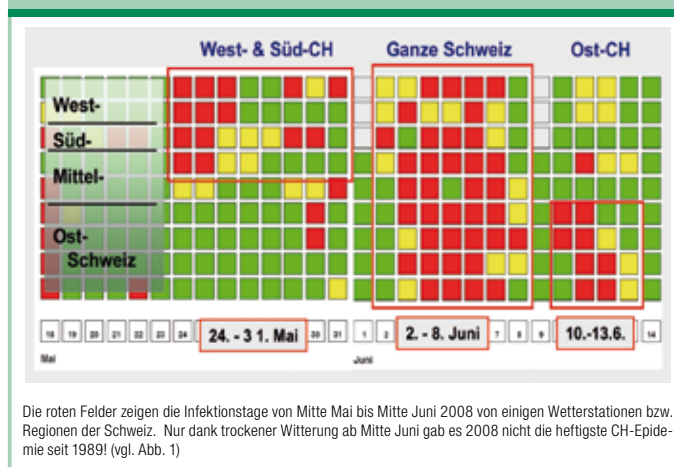 West- & Süd-CH Ganze Schweiz Ost-CH
West-
Süd-
Mittel-
Ost-
Schweiz
18 19 20 21 22 23 24 24. - 3 1. Mai 30 31 1 2 2. - 8. Juni 7 8 9 10.-13.6. 14
Mai Juni
Die roten Felder zeigen die Infektionstage von Mitte Mai bis Mitte Juni 2008 von einigen Wetterstationen bzw.
Regionen der Schweiz. Nur dank trockener Witterung ab Mitte Juni gab es 2008 nicht die heftigste CH-Epide-
mie seit 1989! (vgl. Abb. 1)